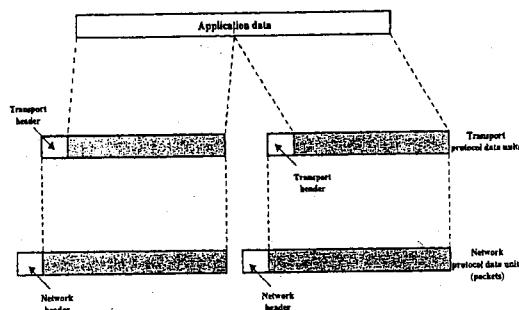 Application data
Transport
header
Transport
protocol data units
Transport
header
Network
protocol data units
(packets)
Network
header
Network
header